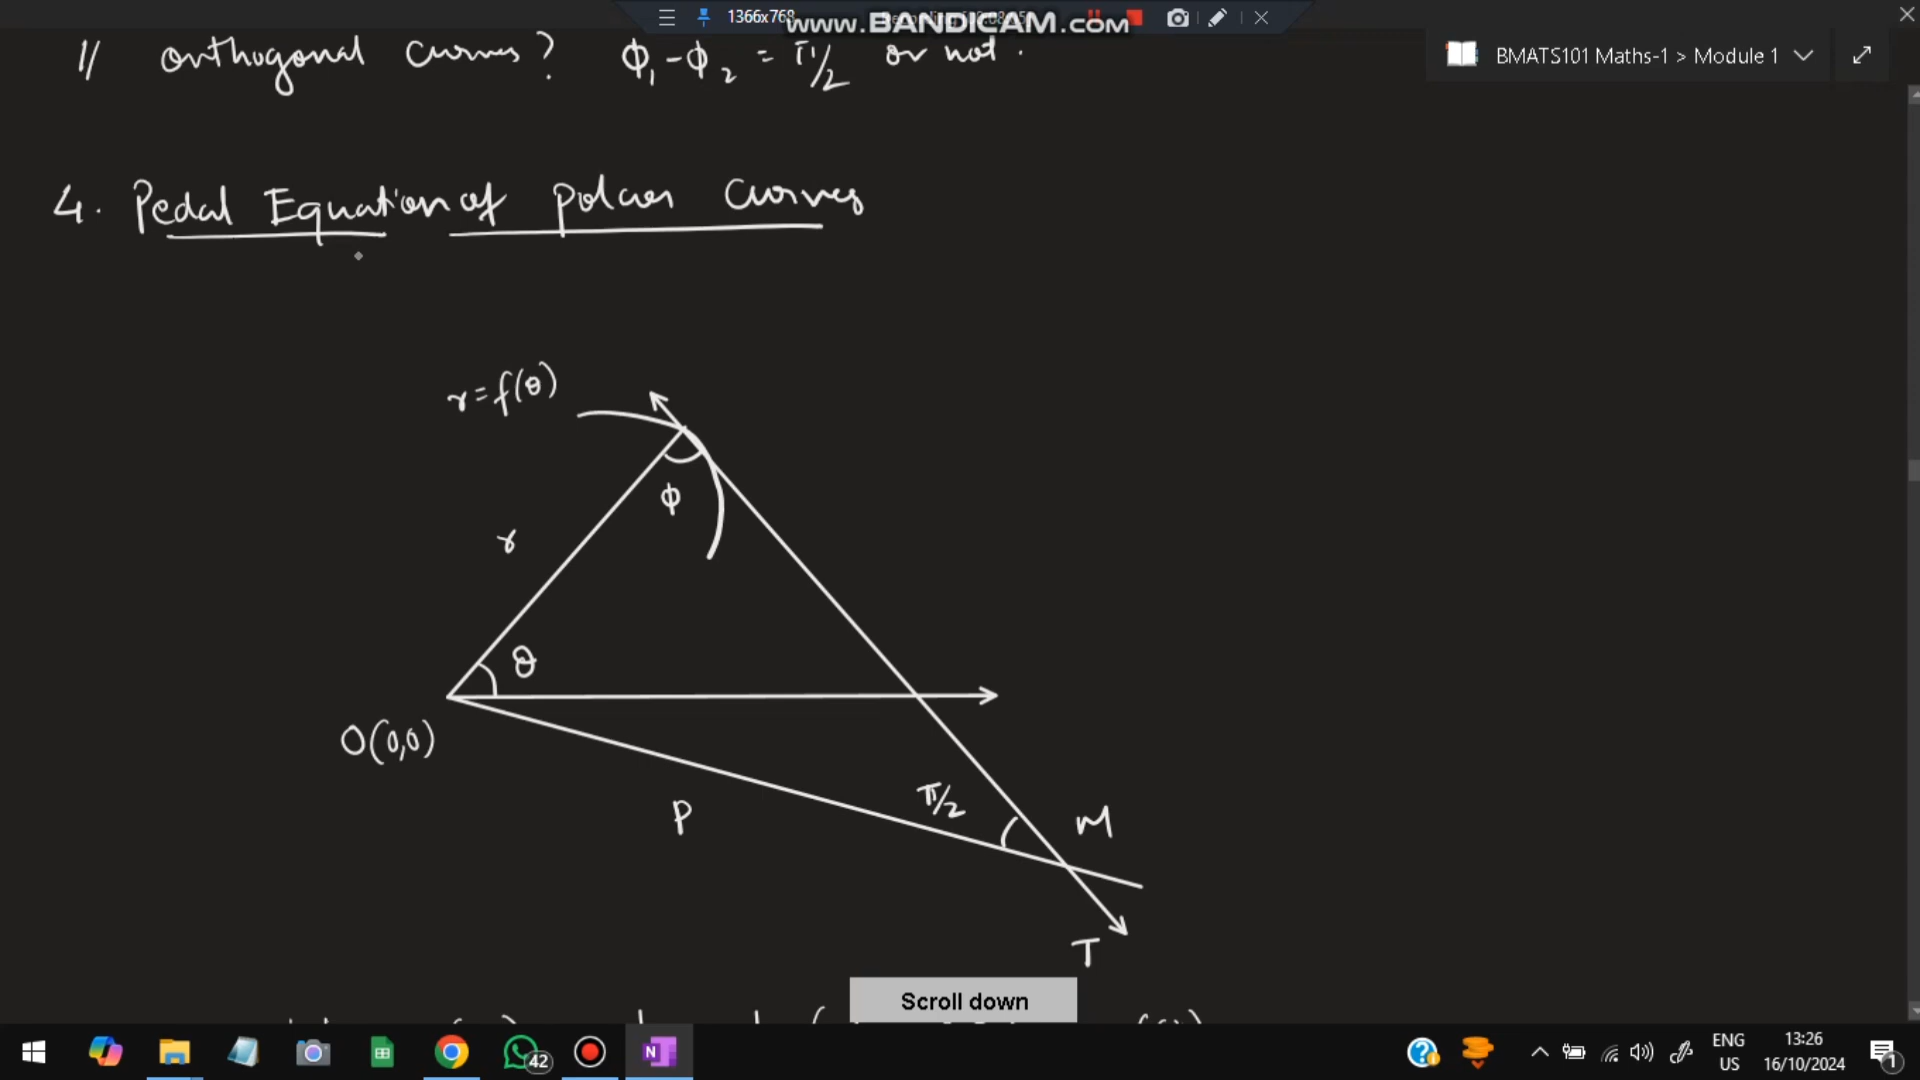 1366x768
www.BANDICAM.com
// orthogonal curves? ϕ₁-ϕ₂ = π/2 or not.
BMATS101 Maths-1 > Module 1
4. Pedal Equation of polar curves
r=f(θ)
ϕ
r
θ
O(0,0)
π/2
M
P
T
Scroll down
42
N
ENG
US
13:26
16/10/2024
1